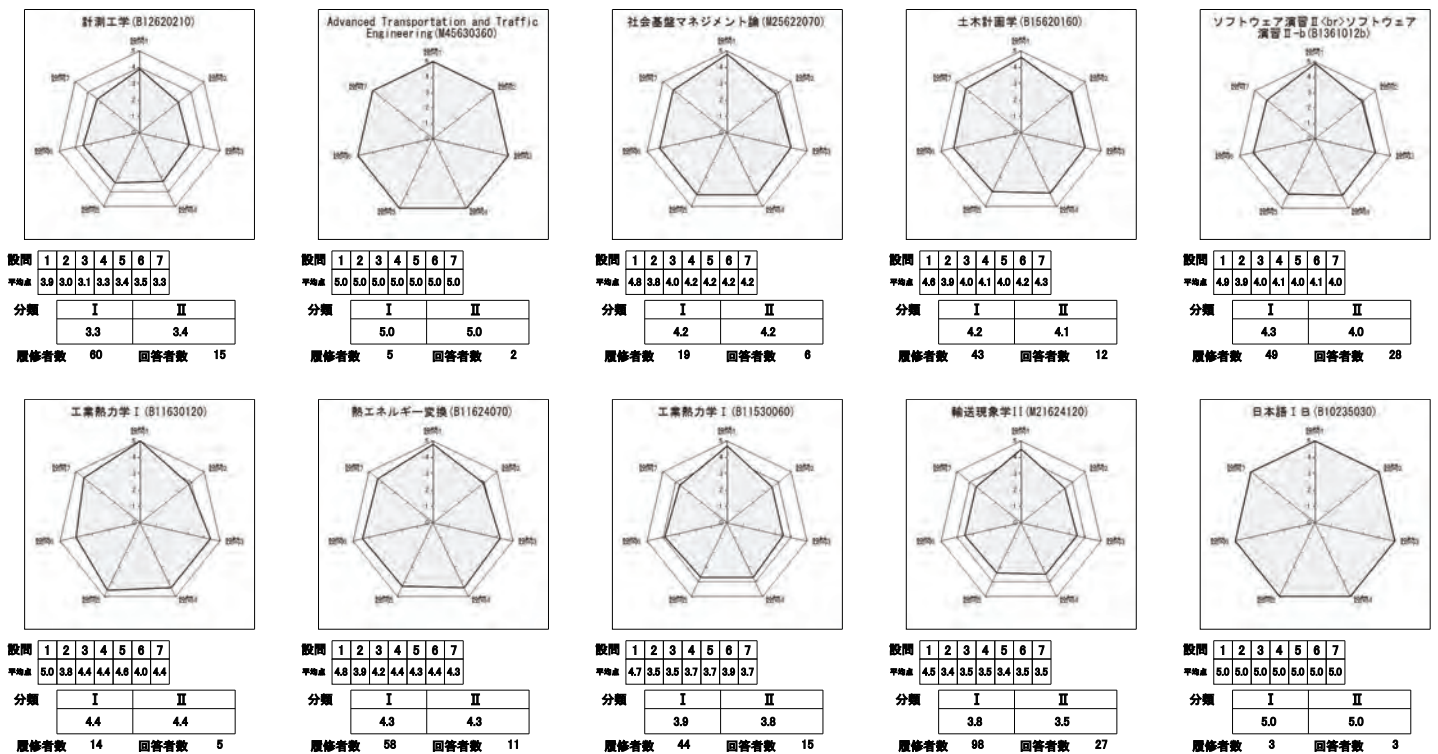 計測工学(B12620210)
設問 1 2 3 4 5 6 7
平均点 3.9 3.0 3.1 3.3 3.4 3.5 3.3
分類 I II
3.3 3.4
履修者数 60 回答者数 15
Advanced Transportation and Traffic
Engineering(M45630360)
設問 1 2 3 4 5 6 7
平均点 5.0 5.0 5.0 5.0 5.0 5.0 5.0
分類 I II
5.0 5.0
履修者数 5 回答者数 2
社会基盤マネジメント論(M25622070)
設問 1 2 3 4 5 6 7
平均点 4.8 3.8 4.0 4.2 4.2 4.2 4.2
分類 I II
4.2 4.2
履修者数 19 回答者数 6
土木計画学(B15620160)
設問 1 2 3 4 5 6 7
平均点 4.6 3.9 4.0 4.1 4.0 4.2 4.3
分類 I II
4.2 4.1
履修者数 43 回答者数 12
ソフトウェア演習Ⅱ<br>ソフトウェア
演習Ⅱ-b(B1361012b)
設問 1 2 3 4 5 6 7
平均点 4.9 3.9 4.0 4.1 4.0 4.1 4.0
分類 I II
4.3 4.0
履修者数 49 回答者数 28
工業熱力学Ⅰ(B11630120)
設問 1 2 3 4 5 6 7
平均点 5.0 3.8 4.4 4.4 4.6 4.0 4.4
分類 I II
4.4 4.4
履修者数 14 回答者数 5
熱エネルギー変換(B11624070)
設問 1 2 3 4 5 6 7
平均点 4.8 3.9 4.2 4.4 4.3 4.4 4.3
分類 I II
4.3 4.3
履修者数 58 回答者数 11
工業熱力学Ⅰ(B11530060)
設問 1 2 3 4 5 6 7
平均点 4.7 3.5 3.5 3.7 3.7 3.9 3.7
分類 I II
3.9 3.8
履修者数 44 回答者数 15
輸送現象学II(M21624120)
設問 1 2 3 4 5 6 7
平均点 4.5 3.4 3.5 3.5 3.4 3.5 3.5
分類 I II
3.8 3.5
履修者数 98 回答者数 27
日本語ⅠB(B10235030)
設問 1 2 3 4 5 6 7
平均点 5.0 5.0 5.0 5.0 5.0 5.0 5.0
分類 I II
5.0 5.0
履修者数 3 回答者数 3